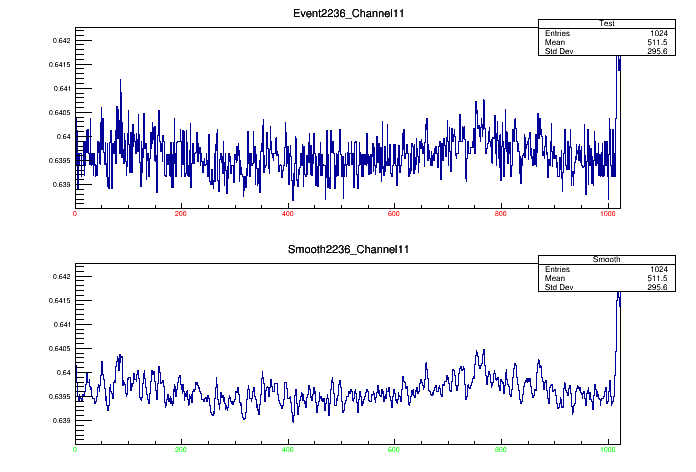 Event2236_Channel11
Test
Entries 1024
Mean 511.5
Std Dev 295.6
0.642
0.6415
0.641
0.6405
0.64
0.6395
0.639
0 200 400 600 800 1000
Smooth2236_Channel11
Smooth
Entries 1024
Mean 511.5
Std Dev 295.6
0.642
0.6415
0.641
0.6405
0.64
0.6395
0.639
0 200 400 600 800 1000